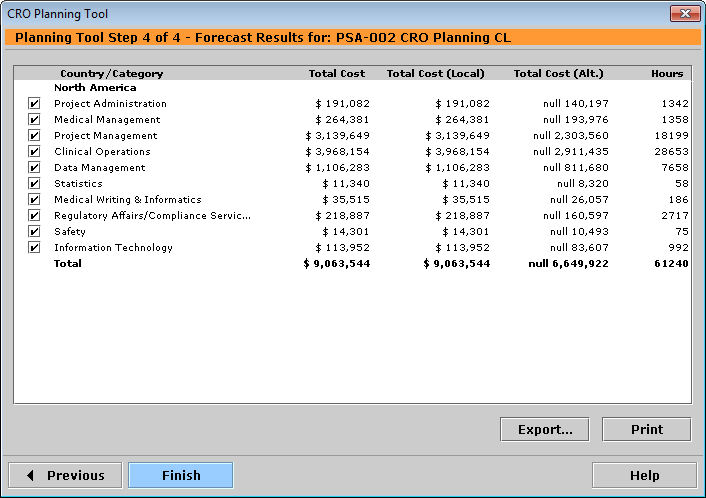 CRO Planning Tool
Planning Tool Step 4 of 4 - Forecast Results for: PSA-002 CRO Planning CL
Country/Category Total Cost Total Cost (Local) Total Cost (Alt.) Hours
North America
Project Administration $ 191,082 $ 191,082 null 140,197 1342
Medical Management $ 264,381 $ 264,381 null 193,976 1358
Project Management $ 3,139,649 $ 3,139,649 null 2,303,560 18199
Clinical Operations $ 3,968,154 $ 3,968,154 null 2,911,435 28653
Data Management $ 1,106,283 $ 1,106,283 null 811,680 7658
Statistics $ 11,340 $ 11,340 null 8,320 58
Medical Writing & Informatics $ 35,515 $ 35,515 null 26,057 186
Regulatory Affairs/Compliance Servic... $ 218,887 $ 218,887 null 160,597 2717
Safety $ 14,301 $ 14,301 null 10,493 75
Information Technology $ 113,952 $ 113,952 null 83,607 992
Total $ 9,063,544 $ 9,063,544 null 6,649,922 61240
Export... Print
Previous Finish Help